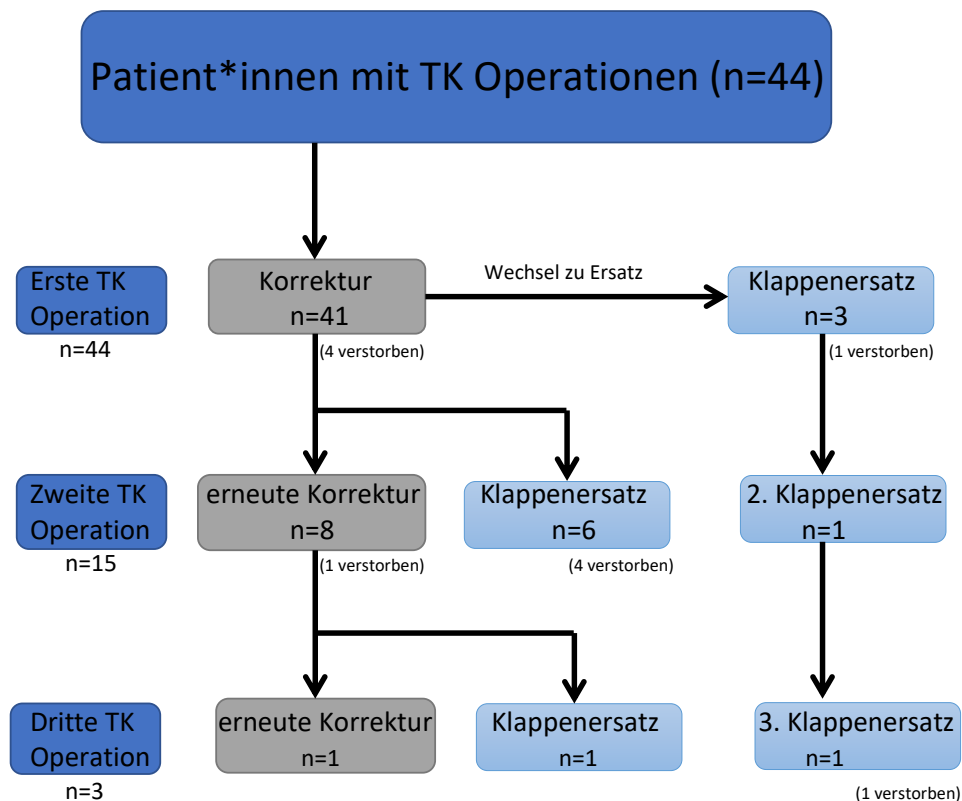 Patient*innen mit TK Operationen (n=44)
Erste TK
Operation
n=44
Korrektur
n=41
(4 verstorben)
Wechsel zu Ersatz
Klappenersatz
n=3
(1 verstorben)
Zweite TK
Operation
n=15
erneute Korrektur
n=8
(1 verstorben)
Klappenersatz
n=6
(4 verstorben)
2. Klappenersatz
n=1
Dritte TK
Operation
n=3
erneute Korrektur
n=1
Klappenersatz
n=1
3. Klappenersatz
n=1
(1 verstorben)